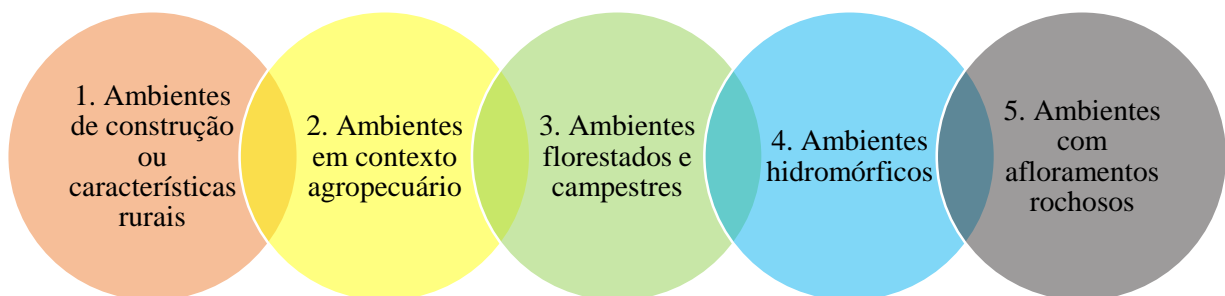 1. Ambientes
de construção
ou
características
rurais
2. Ambientes
em contexto
agropecuário
3. Ambientes
florestados e
campestres
4. Ambientes
hidromórficos
5. Ambientes
com
afloramentos
rochosos